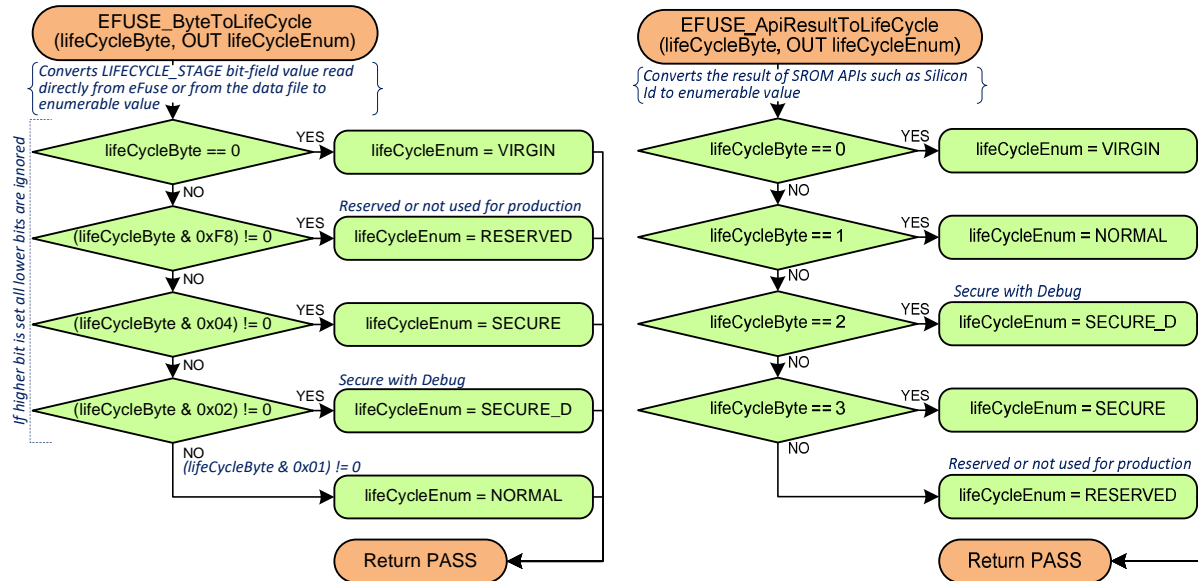 EFUSE_ByteToLifeCycle
(lifeCycleByte, OUT lifeCycleEnum)
Converts LIFECYCLE_STAGE bit-field value read
directly from eFuse or from the data file to
enumerable value
If higher bit is set all lower bits are ignored
lifeCycleByte == 0
YES
lifeCycleEnum = VIRGIN
NO
Reserved or not used for production
(lifeCycleByte & 0xF8) != 0
YES
lifeCycleEnum = RESERVED
NO
(lifeCycleByte & 0x04) != 0
YES
lifeCycleEnum = SECURE
NO
Secure with Debug
(lifeCycleByte & 0x02) != 0
YES
lifeCycleEnum = SECURE_D
NO
(lifeCycleByte & 0x01) != 0
lifeCycleEnum = NORMAL
Return PASS
EFUSE_ApiResultToLifeCycle
(lifeCycleByte, OUT lifeCycleEnum)
Converts the result of SROM APIs such as Silicon
Id to enumerable value
lifeCycleByte == 0
YES
lifeCycleEnum = VIRGIN
NO
lifeCycleByte == 1
YES
lifeCycleEnum = NORMAL
NO
Secure with Debug
lifeCycleByte == 2
YES
lifeCycleEnum = SECURE_D
NO
lifeCycleByte == 3
YES
lifeCycleEnum = SECURE
NO
Reserved or not used for production
lifeCycleEnum = RESERVED
Return PASS